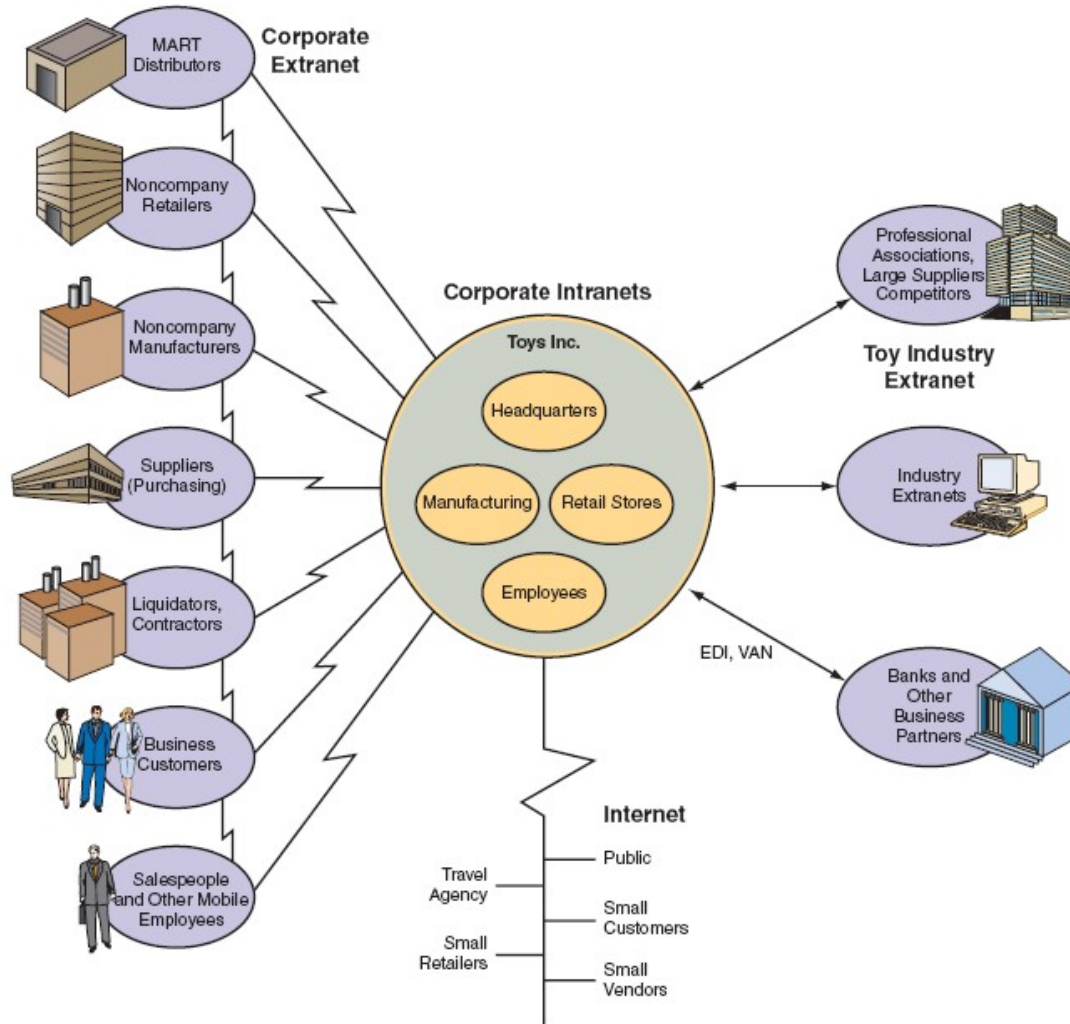 MART
Distributors
Corporate
Extranet
Noncompany
Retailers
Noncompany
Manufacturers
Suppliers
(Purchasing)
Liquidators,
Contractors
Business
Customers
Salespeople
and Other Mobile
Employees
Corporate Intranets
Toys Inc.
Headquarters
Manufacturing
Retail Stores
Employees
Professional
Associations,
Large Suppliers
Competitors
Toy Industry
Extranet
Industry
Extranets
EDI, VAN
Banks and
Other
Business
Partners
Internet
Public
Travel
Agency
Small
Customers
Small
Retailers
Small
Vendors